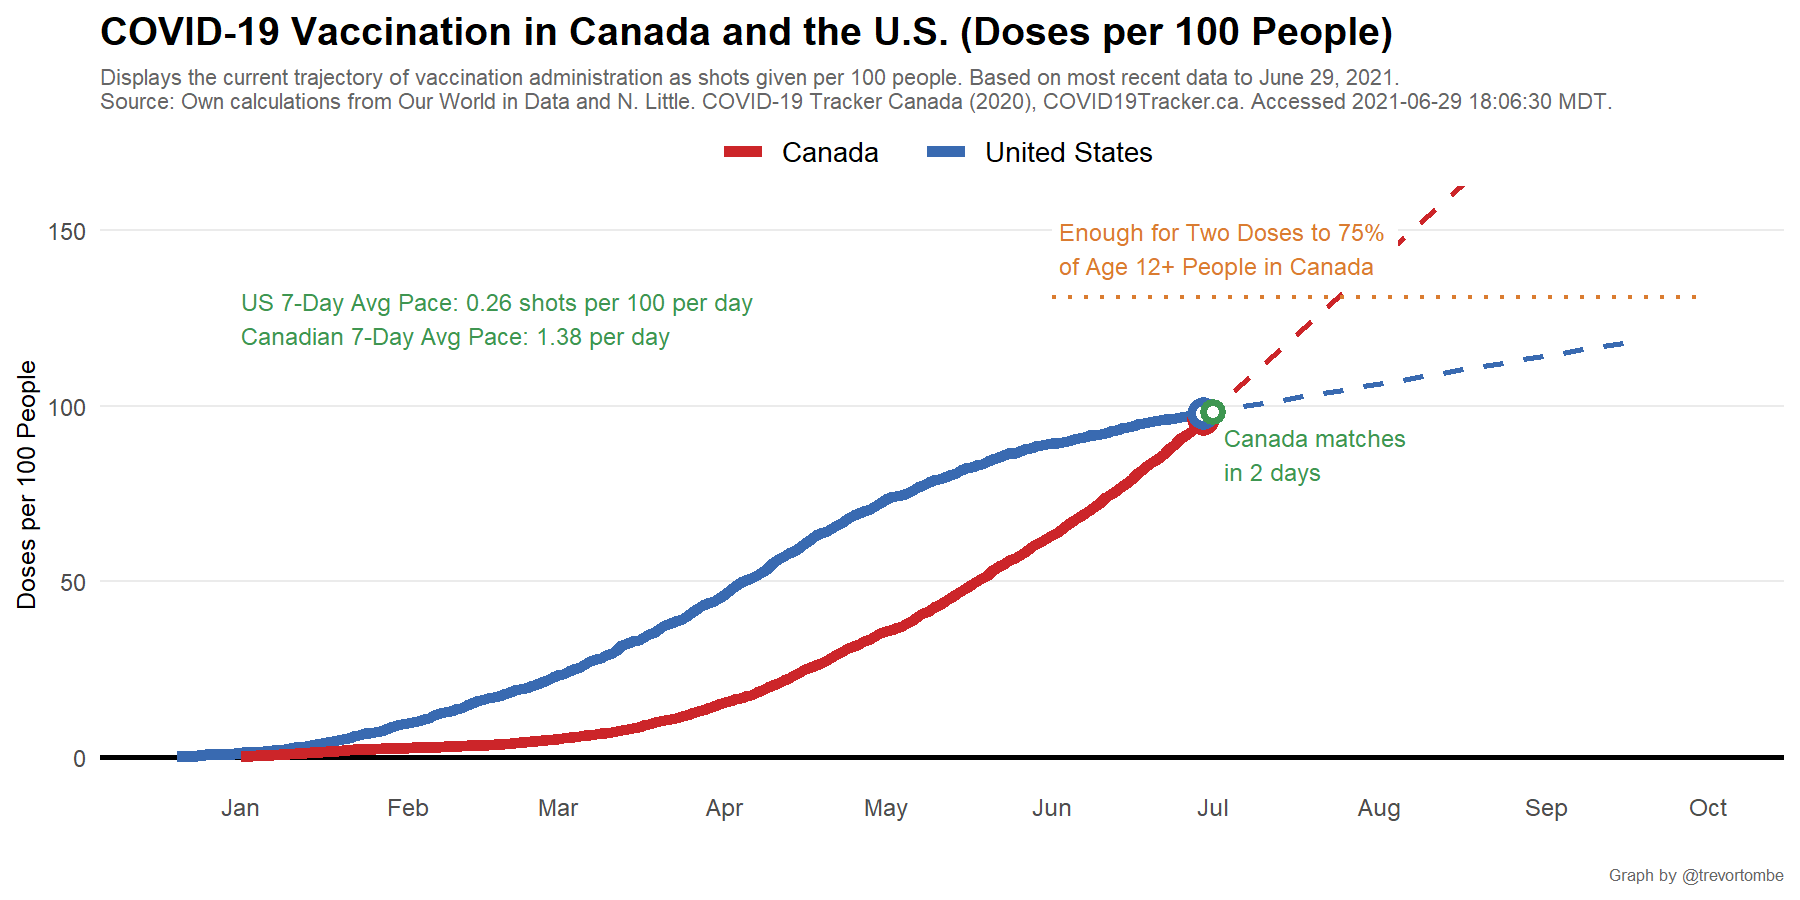 COVID-19 Vaccination in Canada and the U.S. (Doses per 100 People)
Displays the current trajectory of vaccination administration as shots given per 100 people. Based on most recent data to June 29, 2021.
Source: Own calculations from Our World in Data and N. Little. COVID-19 Tracker Canada (2020), COVID19Tracker.ca. Accessed 2021-06-29 18:06:30 MDT.
Canada
United States
150
100
50
0
Doses per 100 People
Enough for Two Doses to 75%
of Age 12+ People in Canada
US 7-Day Avg Pace: 0.26 shots per 100 per day
Canadian 7-Day Avg Pace: 1.38 per day
Canada matches
in 2 days
Jan
Feb
Mar
Apr
May
Jun
Jul
Aug
Sep
Oct
Graph by @trevortombe